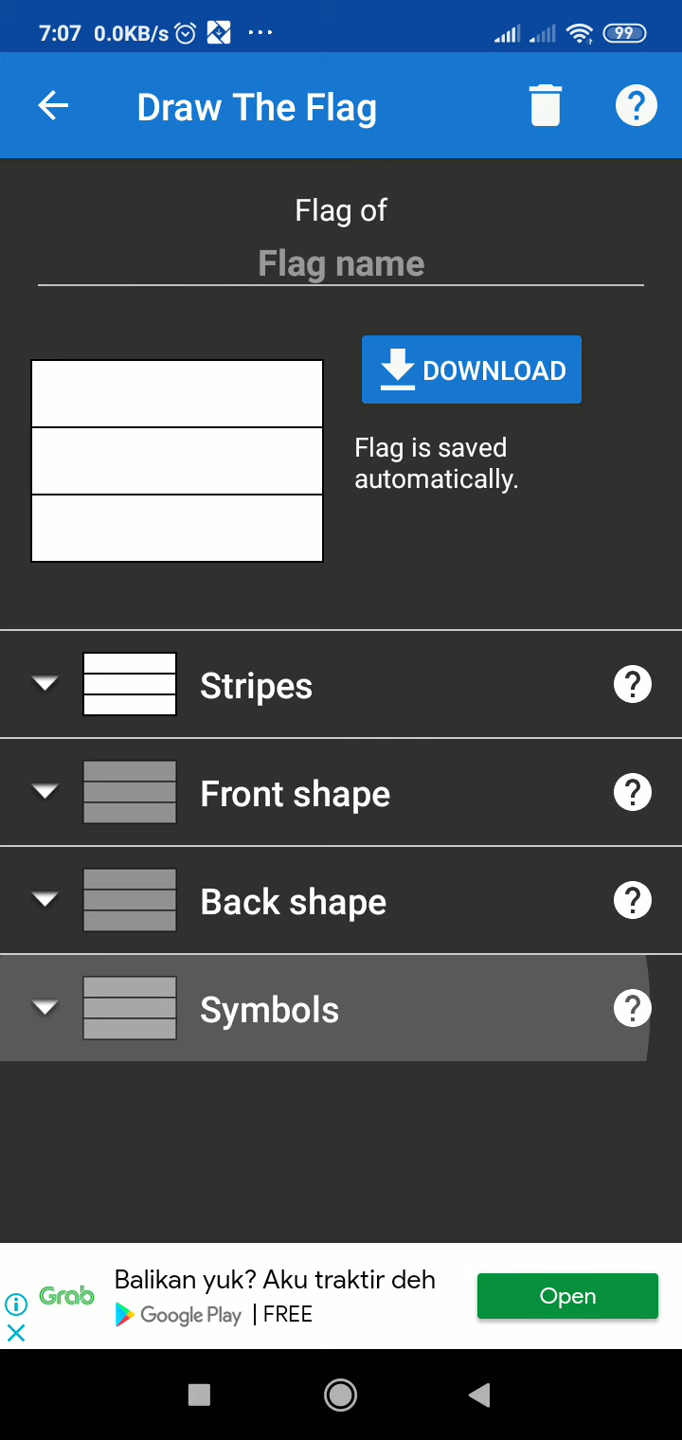 7:07 0.0KB/s 99
Draw The Flag ?
Flag of
Flag name
DOWNLOAD
Flag is saved
automatically.
Stripes ?
Front shape ?
Back shape ?
Symbols ?
Balikan yuk? Aku traktir deh
Grab
Google Play | FREE
Open